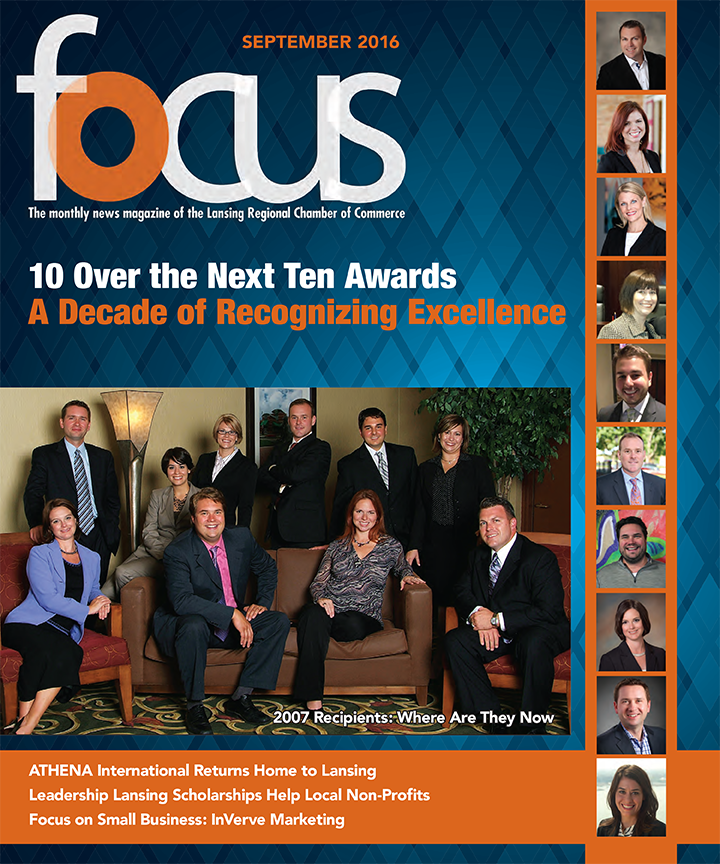 SEPTEMBER 2016
focus
The monthly news magazine of the Lansing Regional Chamber of Commerce
10 Over the Next Ten Awards
A Decade of Recognizing Excellence
2007 Recipients: Where Are They Now
ATHENA International Returns Home to Lansing
Leadership Lansing Scholarships Help Local Non-Profits
Focus on Small Business: InVerve Marketing